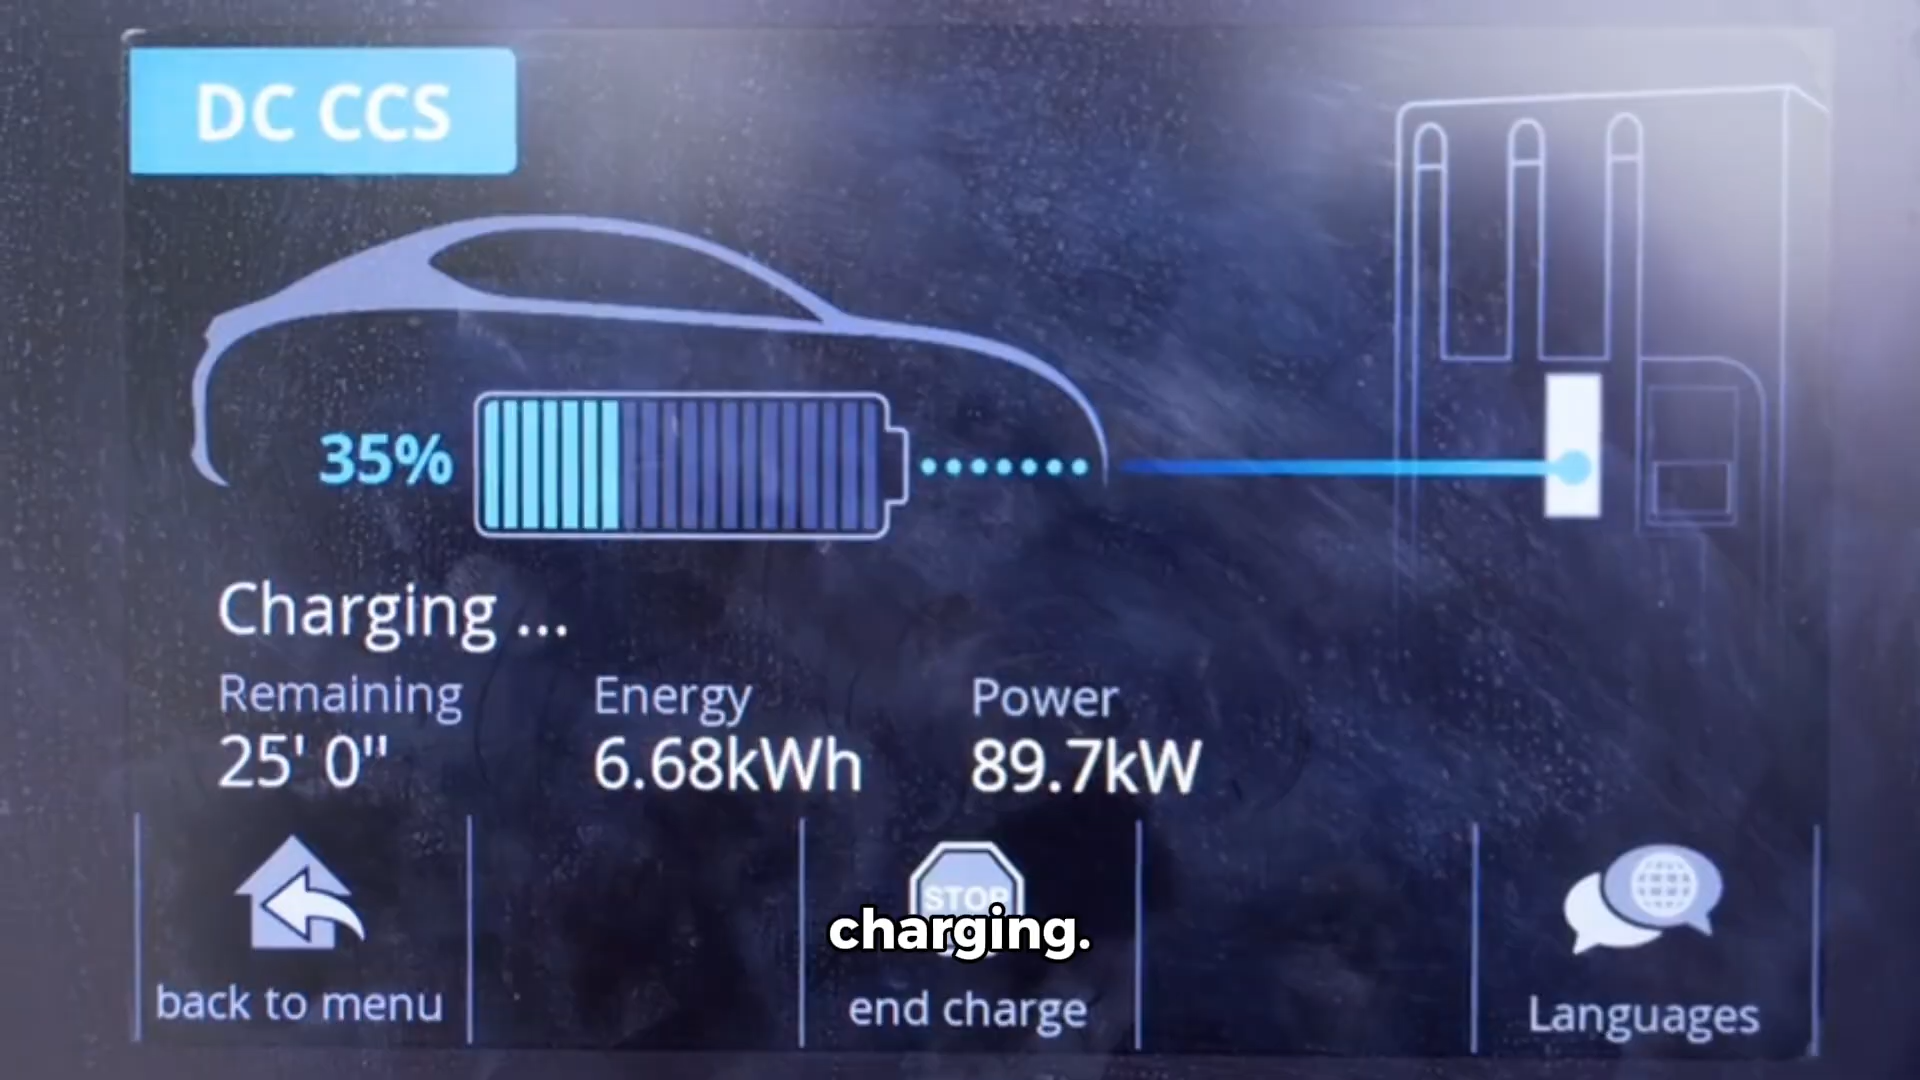 DC CCS
35%
Charging ...
Remaining Energy Power
25' 0" 6.68kWh 89.7kW
STOP
charging.
back to menu end charge Languages